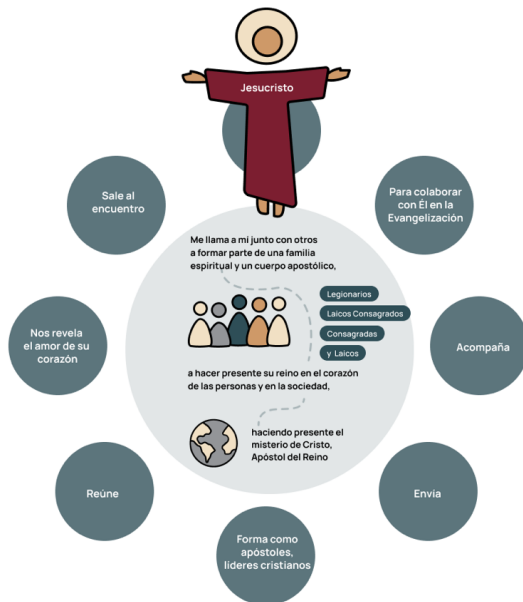 Jesucristo
Sale al
encuentro
Para colaborar
con Él en la
Evangelización
Me llama a mí junto con otros
a formar parte de una familia
espiritual y un cuerpo apostólico,
Legionarios
Laicos Consagrados
Consagradas
y Laicos
Nos revela
el amor de su
corazón
Acompaña
a hacer presente su reino en el corazón
de las personas y en la sociedad,
haciendo presente el
misterio de Cristo,
Apóstol del Reino
Reúne
Envía
Forma como
apóstoles,
líderes cristianos